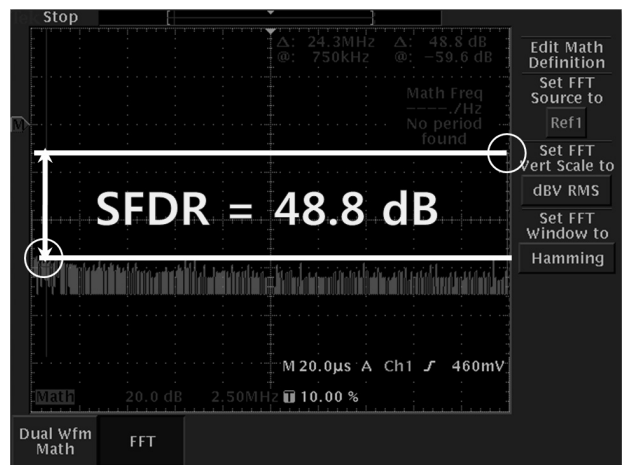 Stop
Δ: 24.3MHz Δ: 48.8 dB
@: 750kHz @: −59.6 dB
Math Freq
−−−−./Hz
No period
found
M
SFDR = 48.8 dB
M 20.0µs A Ch1 460mV
Math 20.0 dB 2.50MHz T 10.00 %
Edit Math
Definition
Set FFT
Source to
Ref1
Set FFT
Vert Scale to
dBV RMS
Set FFT
Window to
Hamming
Dual Wfm
Math
FFT